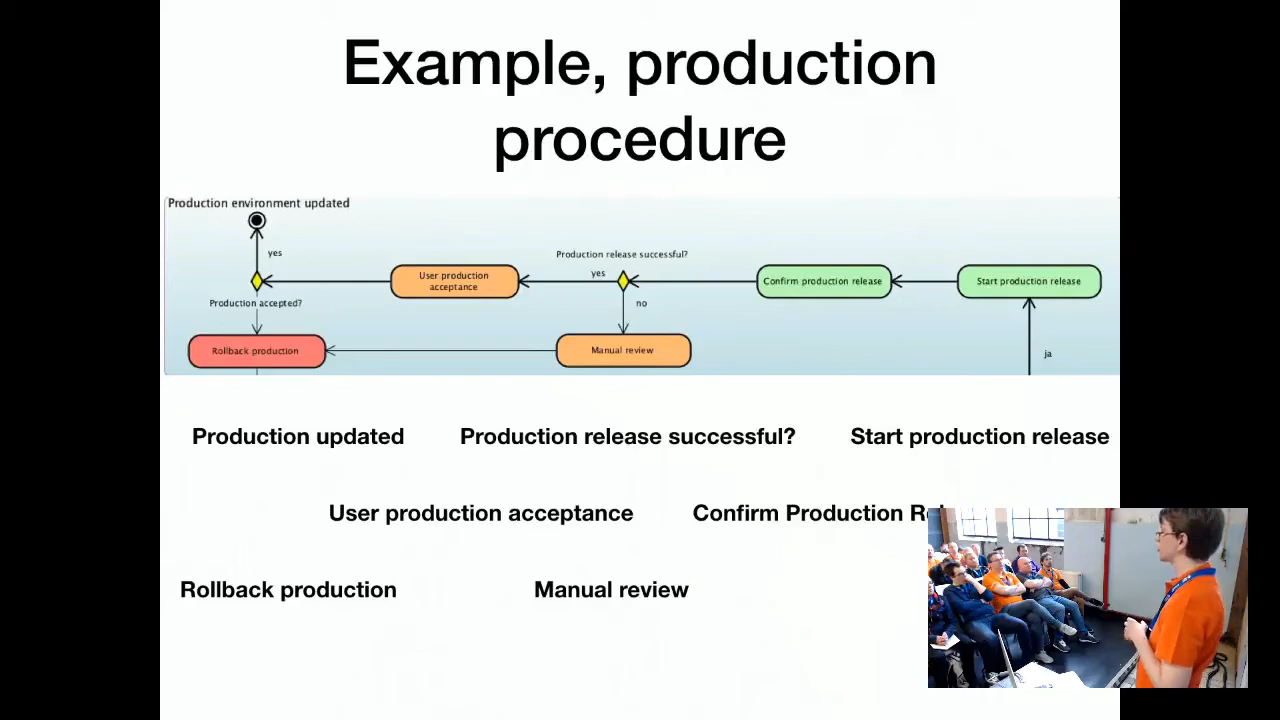 Example, production
procedure
Production environment updated
yes
Production release successful?
User production
acceptance
yes
Confirm production release
Start production release
Production accepted?
no
Rollback production
Manual review
ja
Production updated
Production release successful?
Start production release
User production acceptance
Confirm Production
Rollback production
Manual review